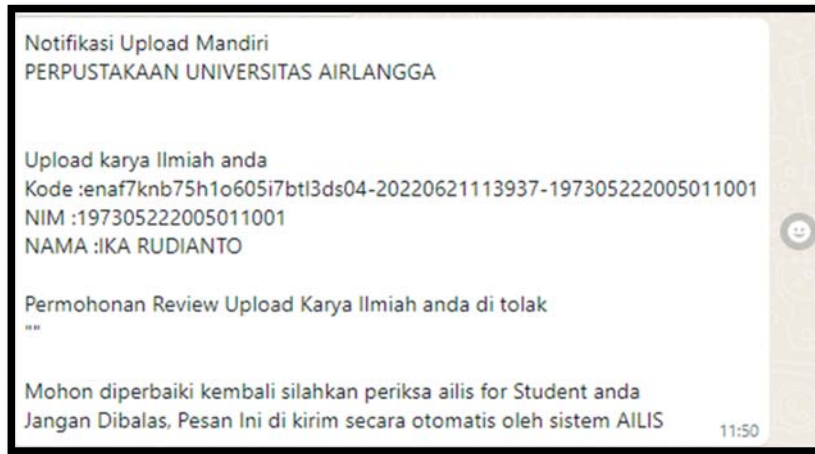 Notifikasi Upload Mandiri
PERPUSTAKAAN UNIVERSITAS AIRLANGGA
Upload karya Ilmiah anda
Kode :enaf7knb75h1o605i7btl3ds04-20220621113937-197305222005011001
NIM :197305222005011001
NAMA :IKA RUDIANTO
Permohonan Review Upload Karya Ilmiah anda di tolak
""
Mohon diperbaiki kembali silahkan periksa ailis for Student anda
Jangan Dibalas, Pesan Ini di kirim secara otomatis oleh sistem AILIS
11:50